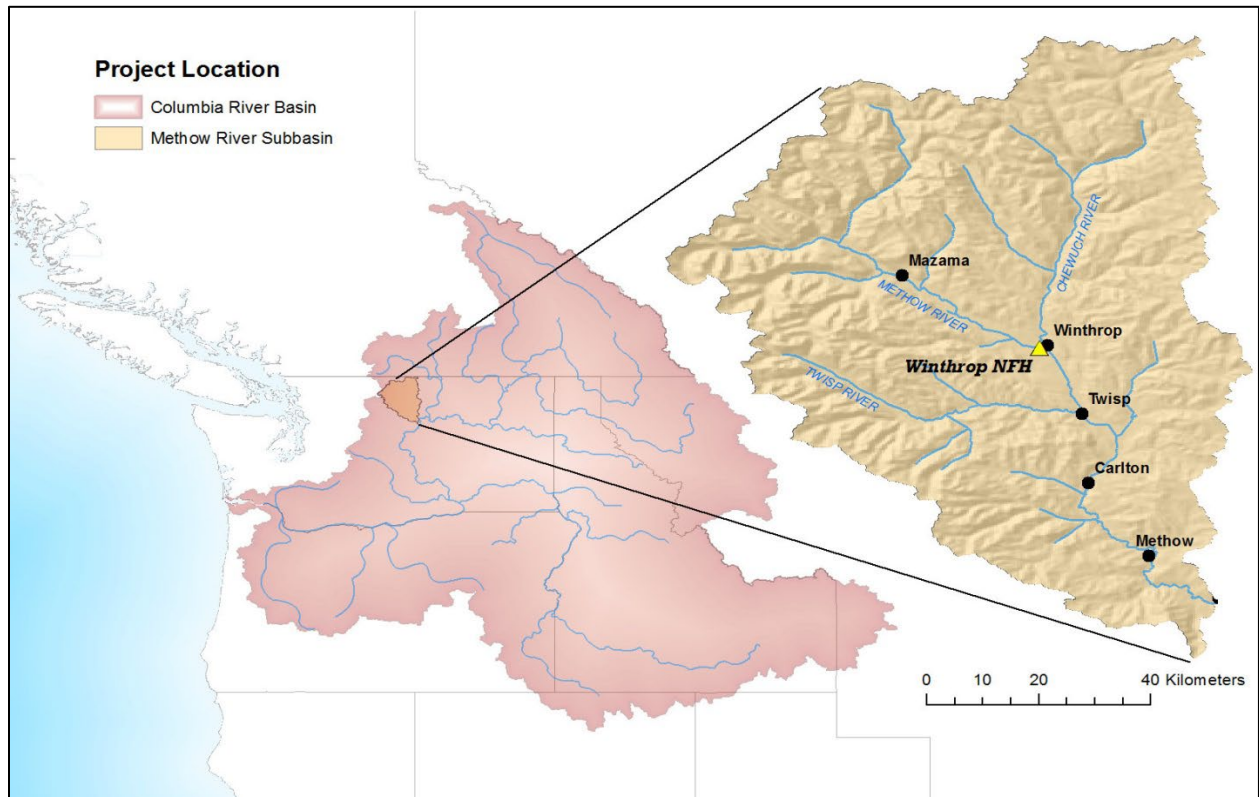 Project Location
Columbia River Basin
Methow River Subbasin
CHEWUCH RIVER
Mazama
METHOW RIVER
Winthrop
Winthrop NFH
TWISP RIVER
Twisp
Carlton
Methow
0 10 20 40 Kilometers